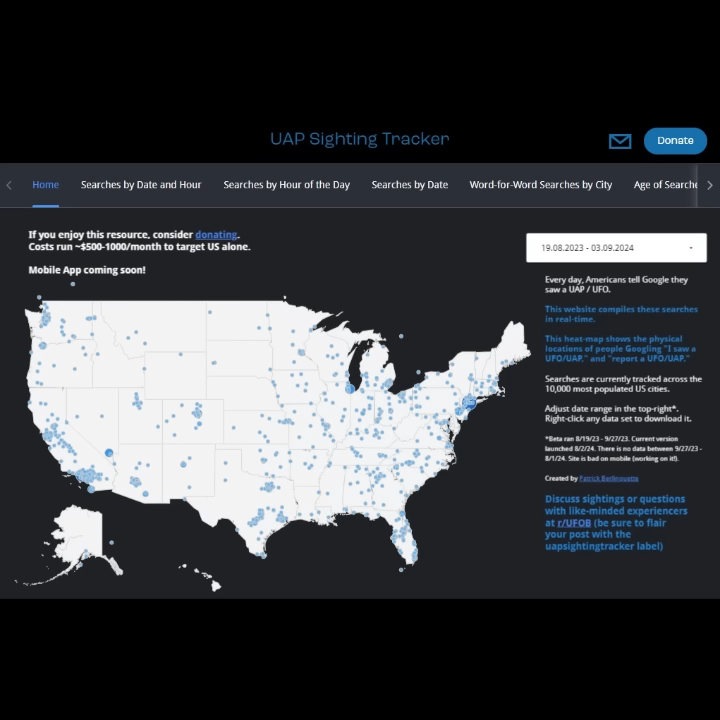 UAP Sighting Tracker
Donate
Home
Searches by Date and Hour
Searches by Hour of the Day
Searches by Date
Word-for-Word Searches by City
Age of Searche
If you enjoy this resource, consider donating.
Costs run ~$500-1000/month to target US alone.
Mobile App coming soon!
19.08.2023 - 03.09.2024
Every day, Americans tell Google they
saw a UAP / UFO.
This website compiles these searches
in real-time.
This heat-map shows the physical
locations of people Googling "I saw a
UFO/UAP," and "report a UFO/UAP."
Searches are currently tracked across the
10,000 most populated US cities.
Adjust date range in the top-right*.
Right-click any data set to download it.
*Beta ran 8/19/23 - 9/27/23. Current version
launched 8/2/24. There is no data between 9/27/23 -
8/1/24. Site is bad on mobile (working on it).
Created by Patrick
Discuss sightings or questions
with like-minded experiencers
at r/UFOB (be sure to flair
your post with the
uapsightingtracker label)